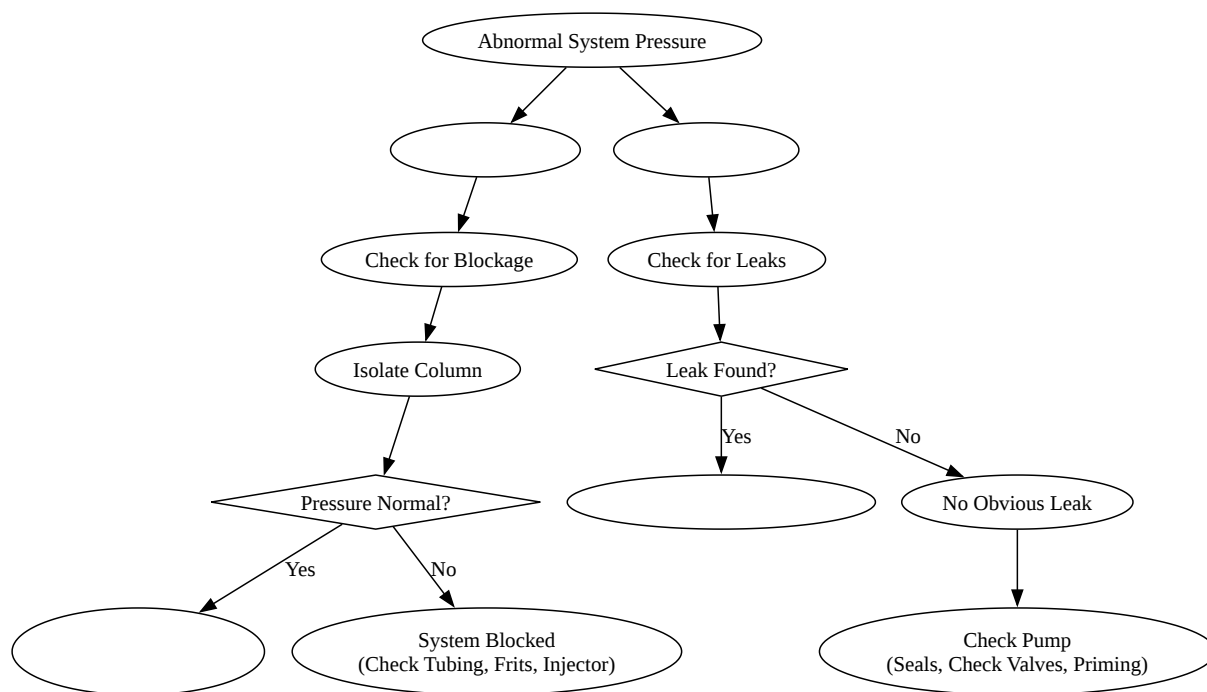 Abnormal System Pressure
Check for Blockage
Check for Leaks
Isolate Column
Leak Found?
Yes
No
Pressure Normal?
No Obvious Leak
Yes
No
System Blocked
(Check Tubing, Frits, Injector)
Check Pump
(Seals, Check Valves, Priming)